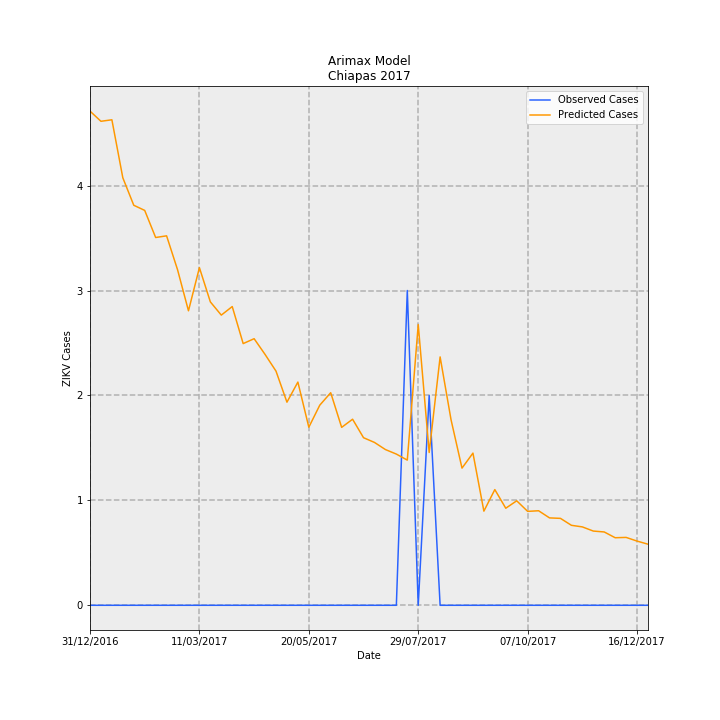 Arimax Model
Chiapas 2017
Observed Cases
Predicted Cases
ZIKV Cases
4
3
2
1
0
31/12/2016
11/03/2017
20/05/2017
29/07/2017
07/10/2017
16/12/2017
Date